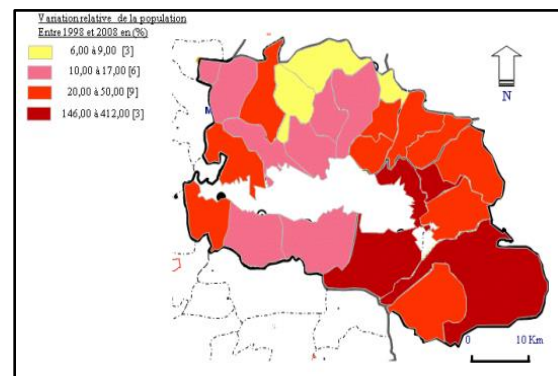 Variation relative de la population
Entre 1998 et 2008 en (%)
6,00 à 9,00 [3]
10,00 à 17,00 [6]
20,00 à 50,00 [9]
146,00 à 412,00 [3]
N
M
0 10 Km